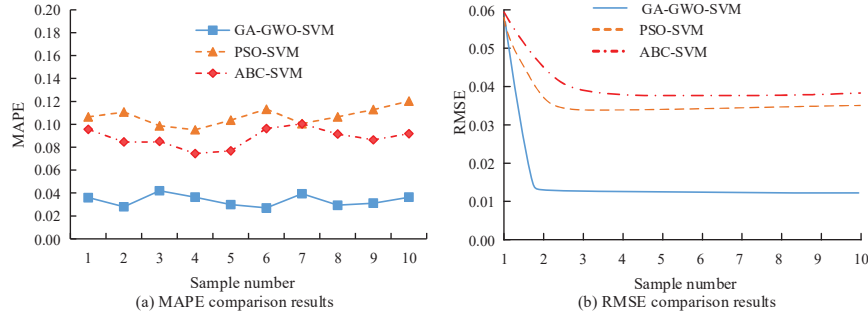 GA-GWO-SVM
PSO-SVM
ABC-SVM
MAPE
0.20
0.18
0.16
0.14
0.12
0.10
0.08
0.06
0.04
0.02
0.00
1 2 3 4 5 6 7 8 9 10
Sample number
(a) MAPE comparison results
GA-GWO-SVM
PSO-SVM
ABC-SVM
RMSE
0.06
0.05
0.04
0.03
0.02
0.01
0.00
1 2 3 4 5 6 7 8 9 10
Sample number
(b) RMSE comparison results